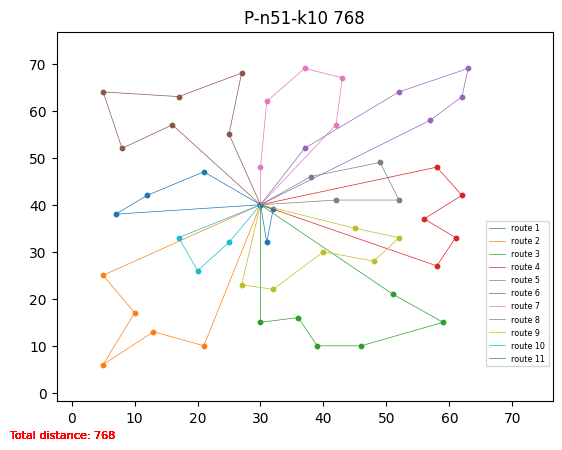 P-n51-k10 768
70
60
50
40
30
20
10
0
route 1
route 2
route 3
route 4
route 5
route 6
route 7
route 8
route 9
route 10
route 11
0 10 20 30 40 50 60 70
Total distance: 768